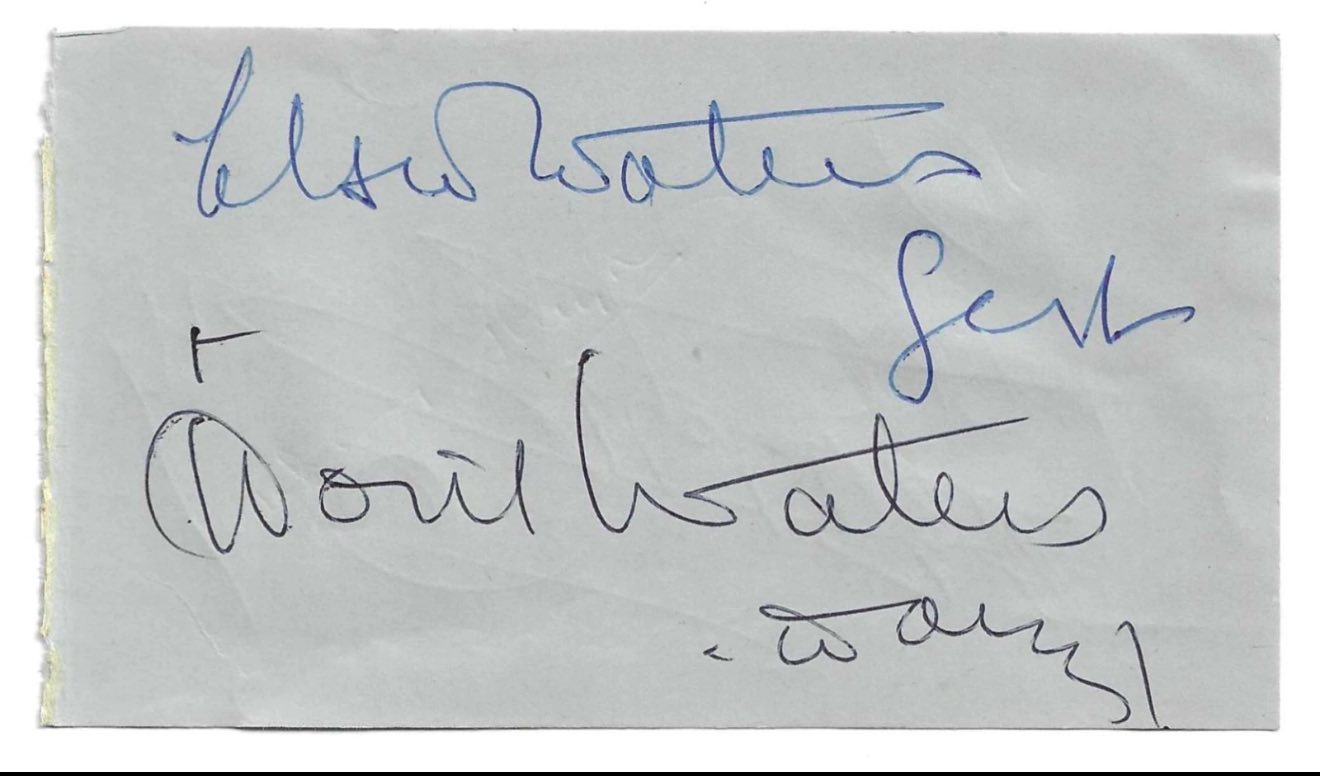 Elsie Waters
Gert
+
Doris Waters
. Daisy